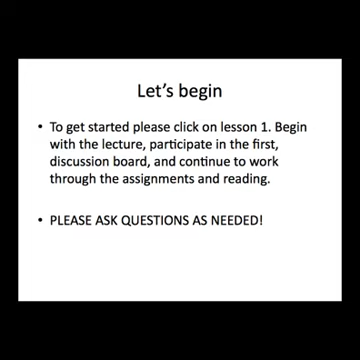 Let's begin
• To get started please click on lesson 1. Begin
with the lecture, participate in the first,
discussion board, and continue to work
through the assignments and reading.
• PLEASE ASK QUESTIONS AS NEEDED!